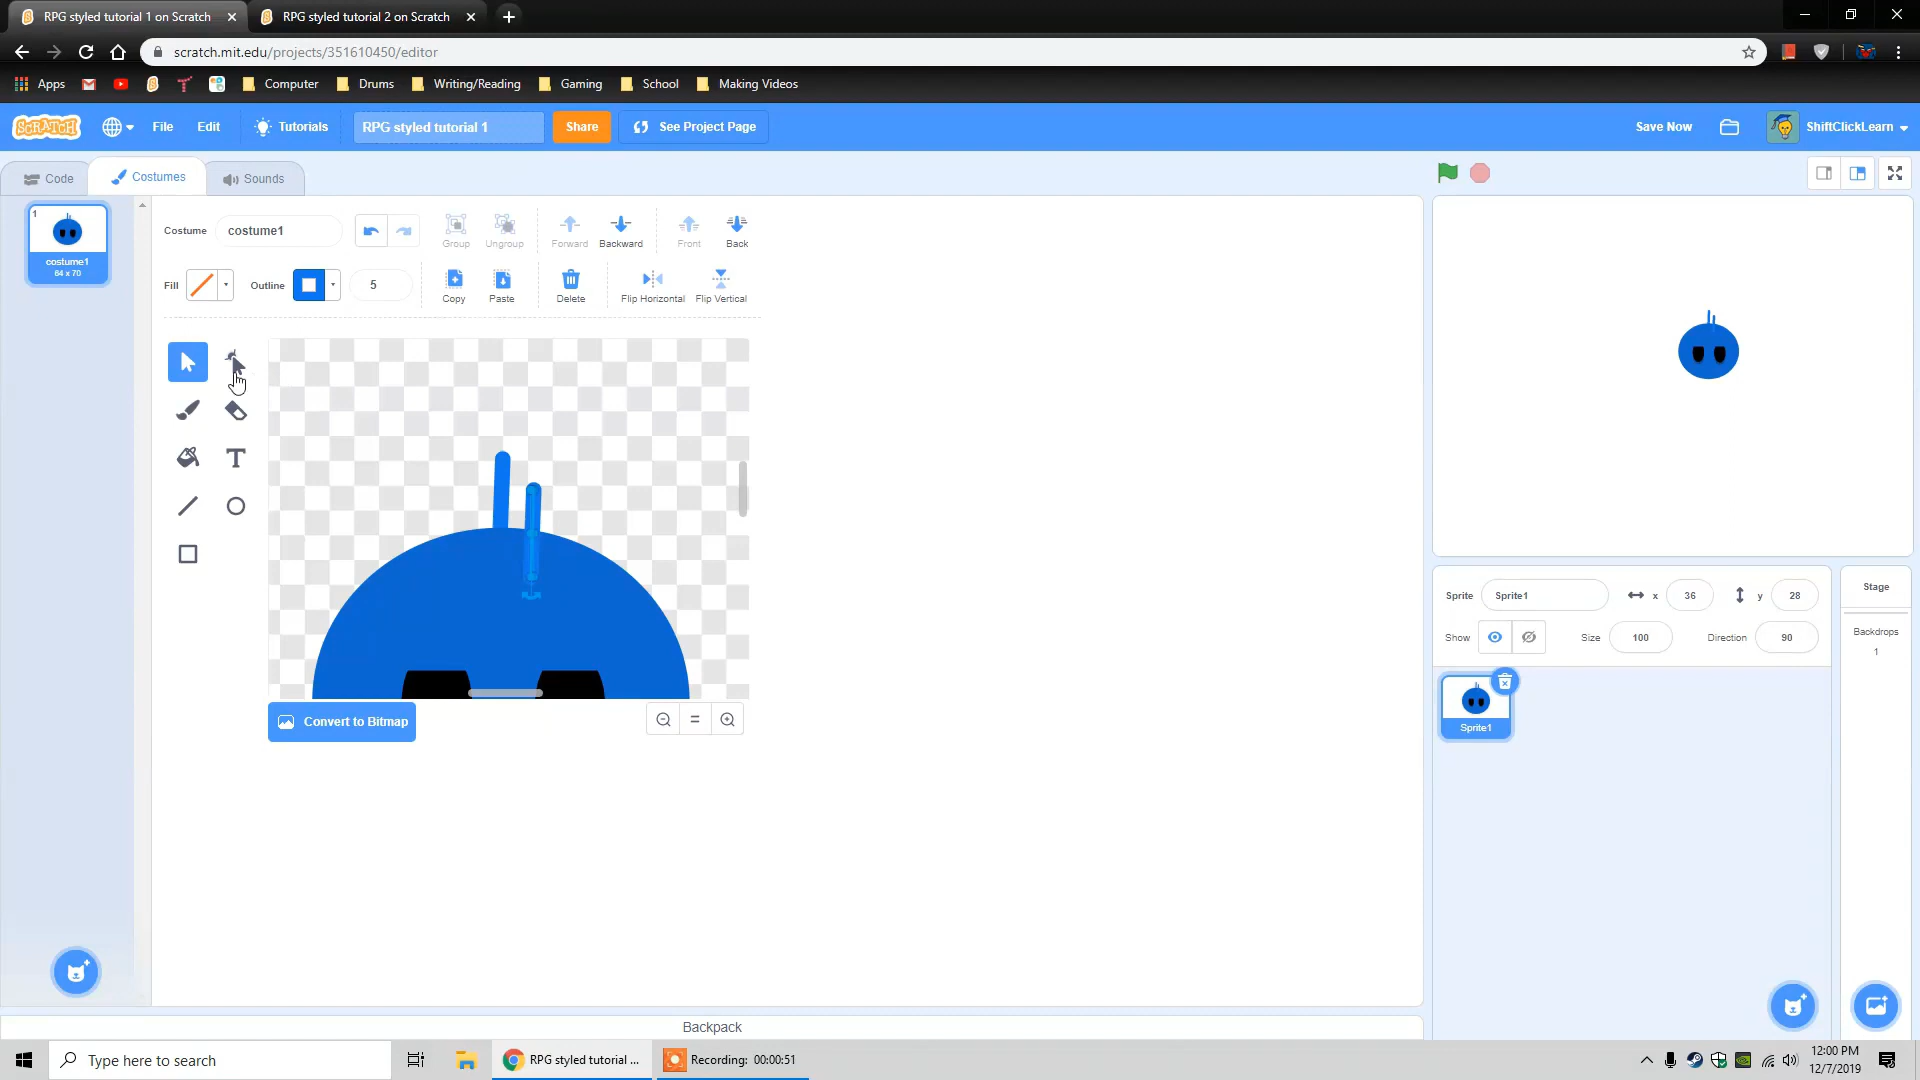 RPG styled tutorial 1 on Scratch
RPG styled tutorial 2 on Scratch
scratch.mit.edu/projects/351610450/editor
Apps
Computer
Drums
Writing/Reading
Gaming
School
Making Videos
SCRATCH
File
Edit
Tutorials
RPG styled tutorial 1
Share
See Project Page
Save Now
ShiftClickLearn
Code
Costumes
Sounds
1
costume1
64 x 70
Costume
costume1
Group
Ungroup
Forward
Backward
Front
Back
Fill
Outline
5
Copy
Paste
Delete
Flip Horizontal
Flip Vertical
T
Convert to Bitmap
Sprite
Sprite1
x
36
y
28
Show
Size
100
Direction
90
Sprite1
Stage
Backdrops
1
Backpack
Type here to search
RPG styled tutorial ...
Recording: 00:00:51
12:00 PM
12/7/2019